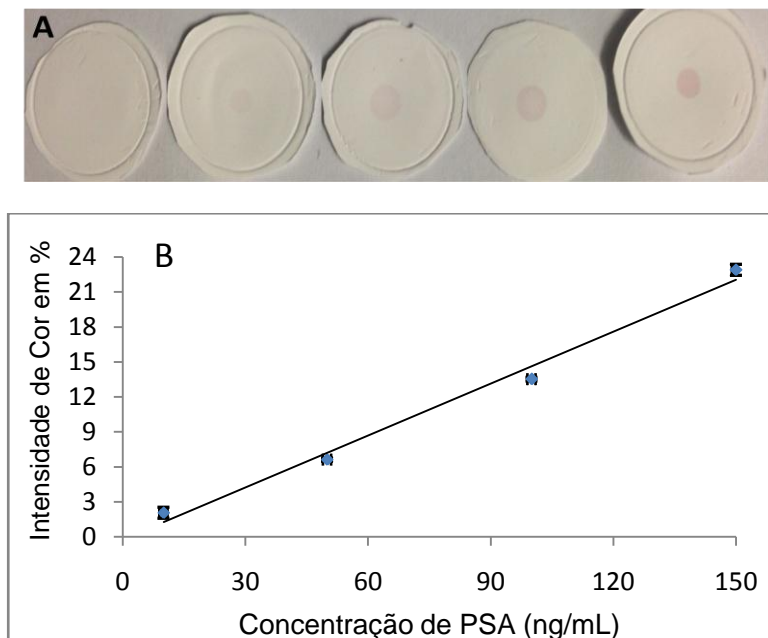 A
B
Intensidade de Cor em %
24
21
18
15
12
9
6
3
0
0 30 60 90 120 150
Concentração de PSA (ng/mL)